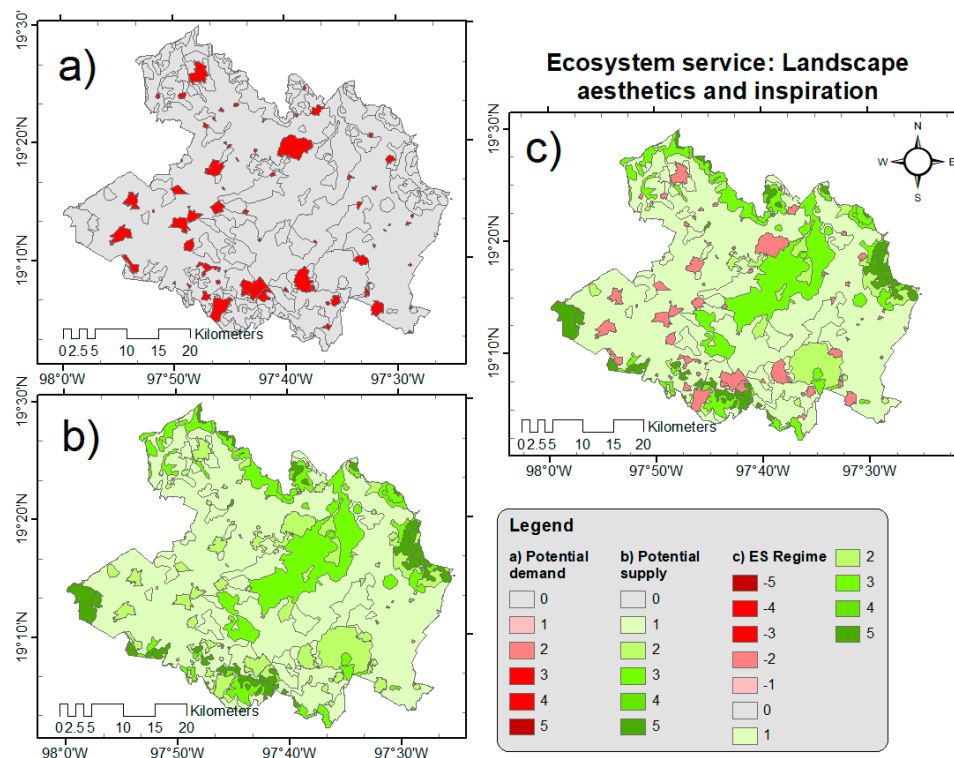 a)
19°30'
19°20'N
19°10'N
Kilometers
0 2.5 5 10 15 20
98°0'W 97°50'W 97°40'W 97°30'W
b)
19°30'N
19°20'N
19°10'N
Kilometers
0 2.5 5 10 15 20
98°0'W 97°50'W 97°40'W 97°30'W
Ecosystem service: Landscape
aesthetics and inspiration
c)
N
W E
S
19°30'N
19°20'N
19°10'N
Kilometers
0 2.5 5 10 15 20
98°0'W 97°50'W 97°40'W 97°30'W
Legend
a) Potential
demand
0
1
2
3
4
5
b) Potential
supply
0
1
2
3
4
5
c) ES Regime
-5
-4
-3
-2
-1
0
1
2
3
4
5